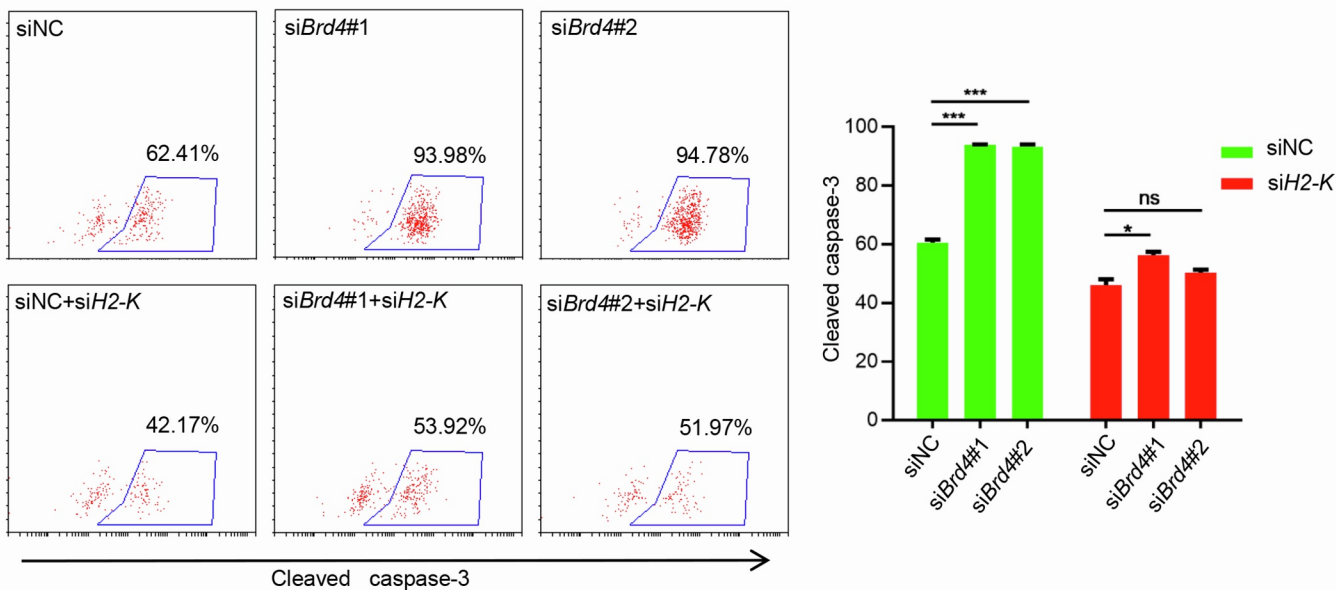 siNC
siBrd4#1
siBrd4#2
62.41%
93.98%
94.78%
siNC+siH2-K
siBrd4#1+siH2-K
siBrd4#2+siH2-K
42.17%
53.92%
51.97%
Cleaved caspase-3
***
***
ns
*
siNC
siH2-K
Cleaved caspase-3
100
80
60
40
20
0
siNC
siBrd4#1
siBrd4#2
siNC
siBrd4#1
siBrd4#2